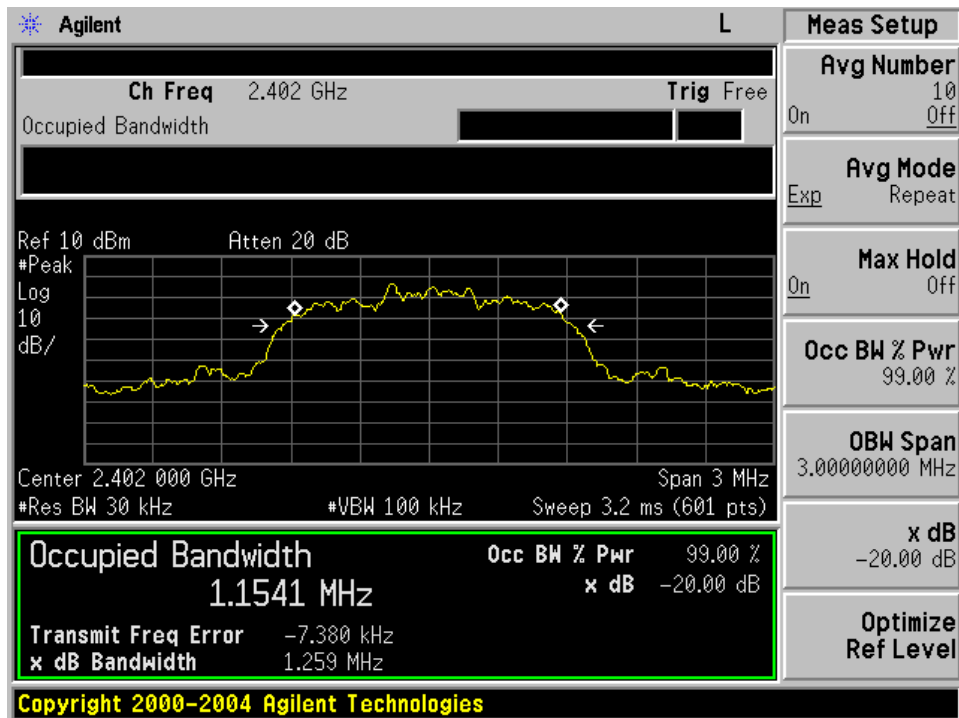 Agilent L
Ch Freq 2.402 GHz Trig Free
Occupied Bandwidth
Ref 10 dBm Atten 20 dB
#Peak
Log
10
dB/
Center 2.402 000 GHz Span 3 MHz
#Res BW 30 kHz #VBW 100 kHz Sweep 3.2 ms (601 pts)
Occupied Bandwidth Occ BW % Pwr 99.00 %
1.1541 MHz x dB -20.00 dB
Transmit Freq Error -7.380 kHz
x dB Bandwidth 1.259 MHz
Copyright 2000-2004 Agilent Technologies
Meas Setup
Avg Number
10
On Off
Avg Mode
Exp Repeat
Max Hold
On Off
Occ BW % Pwr
99.00 %
OBW Span
3.00000000 MHz
x dB
-20.00 dB
Optimize
Ref Level